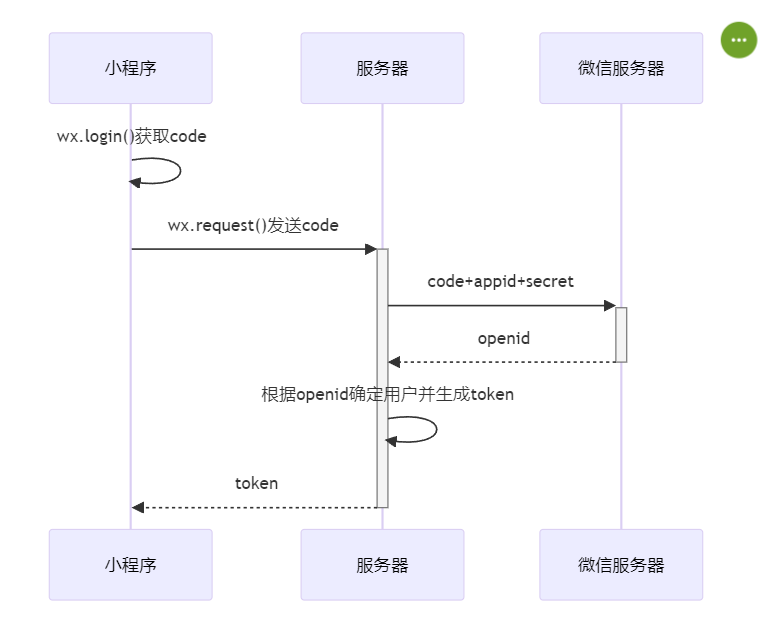 小程序
服务器
微信服务器
wx.login()获取code
wx.request()发送code
code+appid+secret
openid
根据openid确定用户并生成token
token
小程序
服务器
微信服务器